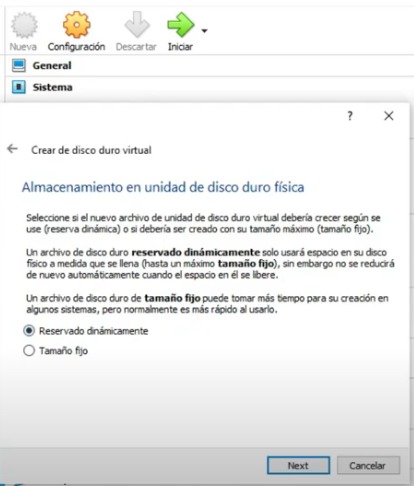 Nueva Configuración Descartar Iniciar
General
Sistema
? ×
← Crear de disco duro virtual
Almacenamiento en unidad de disco duro física
Seleccione si el nuevo archivo de unidad de disco duro virtual debería crecer según se
use (reserva dinámica) o si debería ser creado con su tamaño máximo (tamaño fijo).
Un archivo de disco duro reservado dinámicamente solo usará espacio en su disco
físico a medida que se llena (hasta un máximo tamaño fijo), sin embargo no se reducirá
de nuevo automáticamente cuando el espacio en él se libere.
Un archivo de disco duro de tamaño fijo puede tomar más tiempo para su creación en
algunos sistemas, pero normalmente es más rápido al usarlo.
Reservado dinámicamente
Tamaño fijo
Next Cancelar